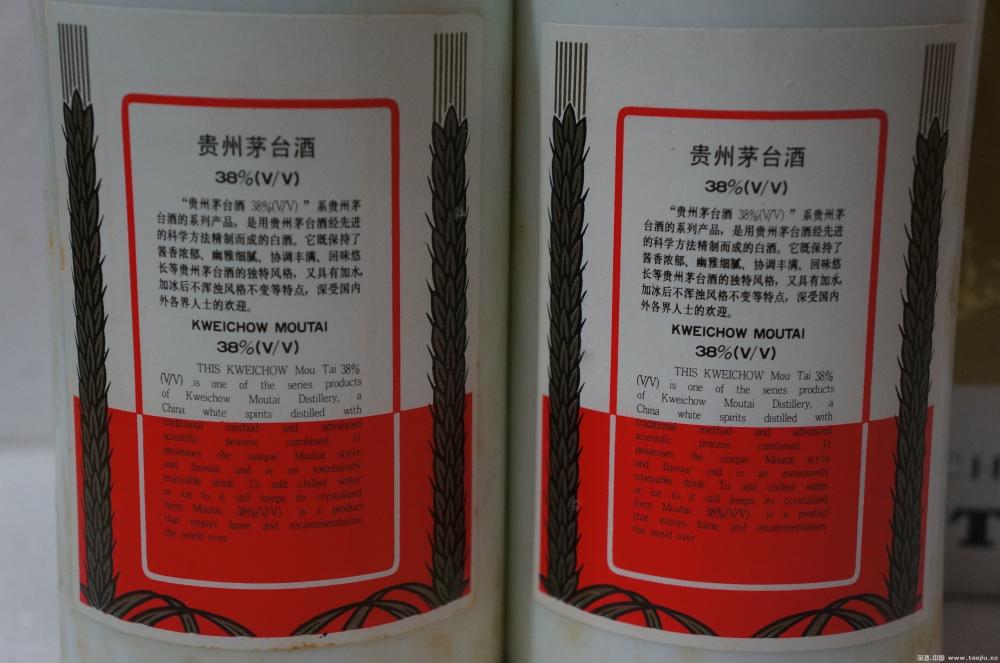 贵州茅台酒
38%(V/V)
“贵州茅台酒 38%(V/V)”系贵州茅
台酒的系列产品，是用贵州茅台酒经先进
的科学方法精制而成的白酒。它既保持了
酱香浓郁、幽雅细腻、协调丰满、回味悠
长等贵州茅台酒的独特风格，又具有加水,
加冰后不浑浊风格不变等特点，深受国内
外各界人士的欢迎。
KWEICHOW MOUTAI
38%(V/V)
THIS KWEICHOW Mou Tai 38%
(V/V) is one of the series products
of Kweichow Moutai Distillery, a
China white spirits distilled with
traditional method and advanced
scientific process combined. It
possesses the unique Moutai style
and flavour and is an extensively
enjoyable drink. To add chilled water
or ice to it still keeps its crystalized
form Moutai 38%(V/V) is a product
that enjoys fame and recommendation
the world over
贵州茅台酒
38%(V/V)
“贵州茅台酒 38%(V/V)”系贵州茅
台酒的系列产品，是用贵州茅台酒经先进
的科学方法精制而成的白酒。它既保持了
酱香浓郁、幽雅细腻、协调丰满、回味悠
长等贵州茅台酒的独特风格，又具有加水,
加冰后不浑浊风格不变等特点，深受国内
外各界人士的欢迎。
KWEICHOW MOUTAI
38%(V/V)
THIS KWEICHOW Mou Tai 38%
(V/V) is one of the series products
of Kweichow Moutai Distillery, a
China white spirits distilled with
traditional method and advanced
scientific process combined. It
possesses the unique Moutai style
and flavour and is an extensively
enjoyable drink. To add chilled water
or ice to it still keeps its crystalized
form Moutai 38%(V/V) is a product
that enjoys fame and recommendation
the world over
www.taojiu.cc